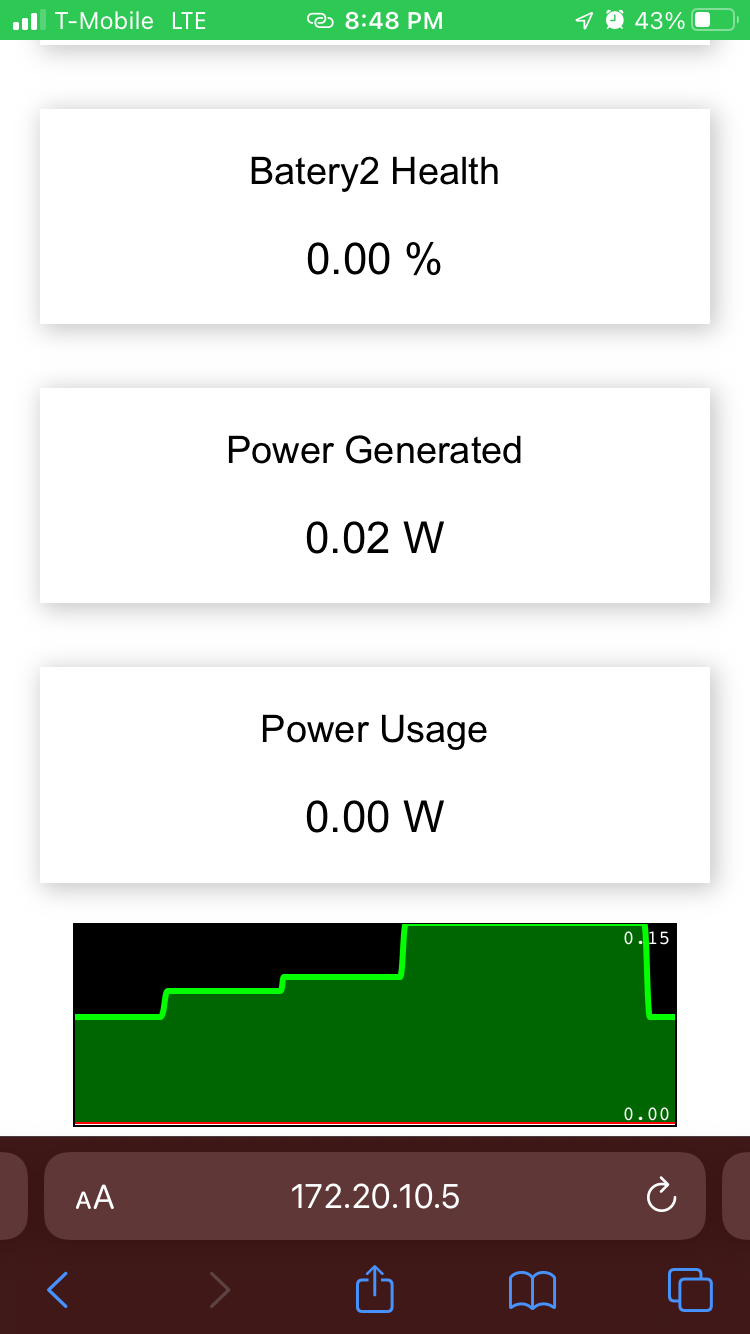 T-Mobile LTE 8:48 PM 43%
Batery2 Health
0.00 %
Power Generated
0.02 W
Power Usage
0.00 W
0.15
0.00
AA 172.20.10.5